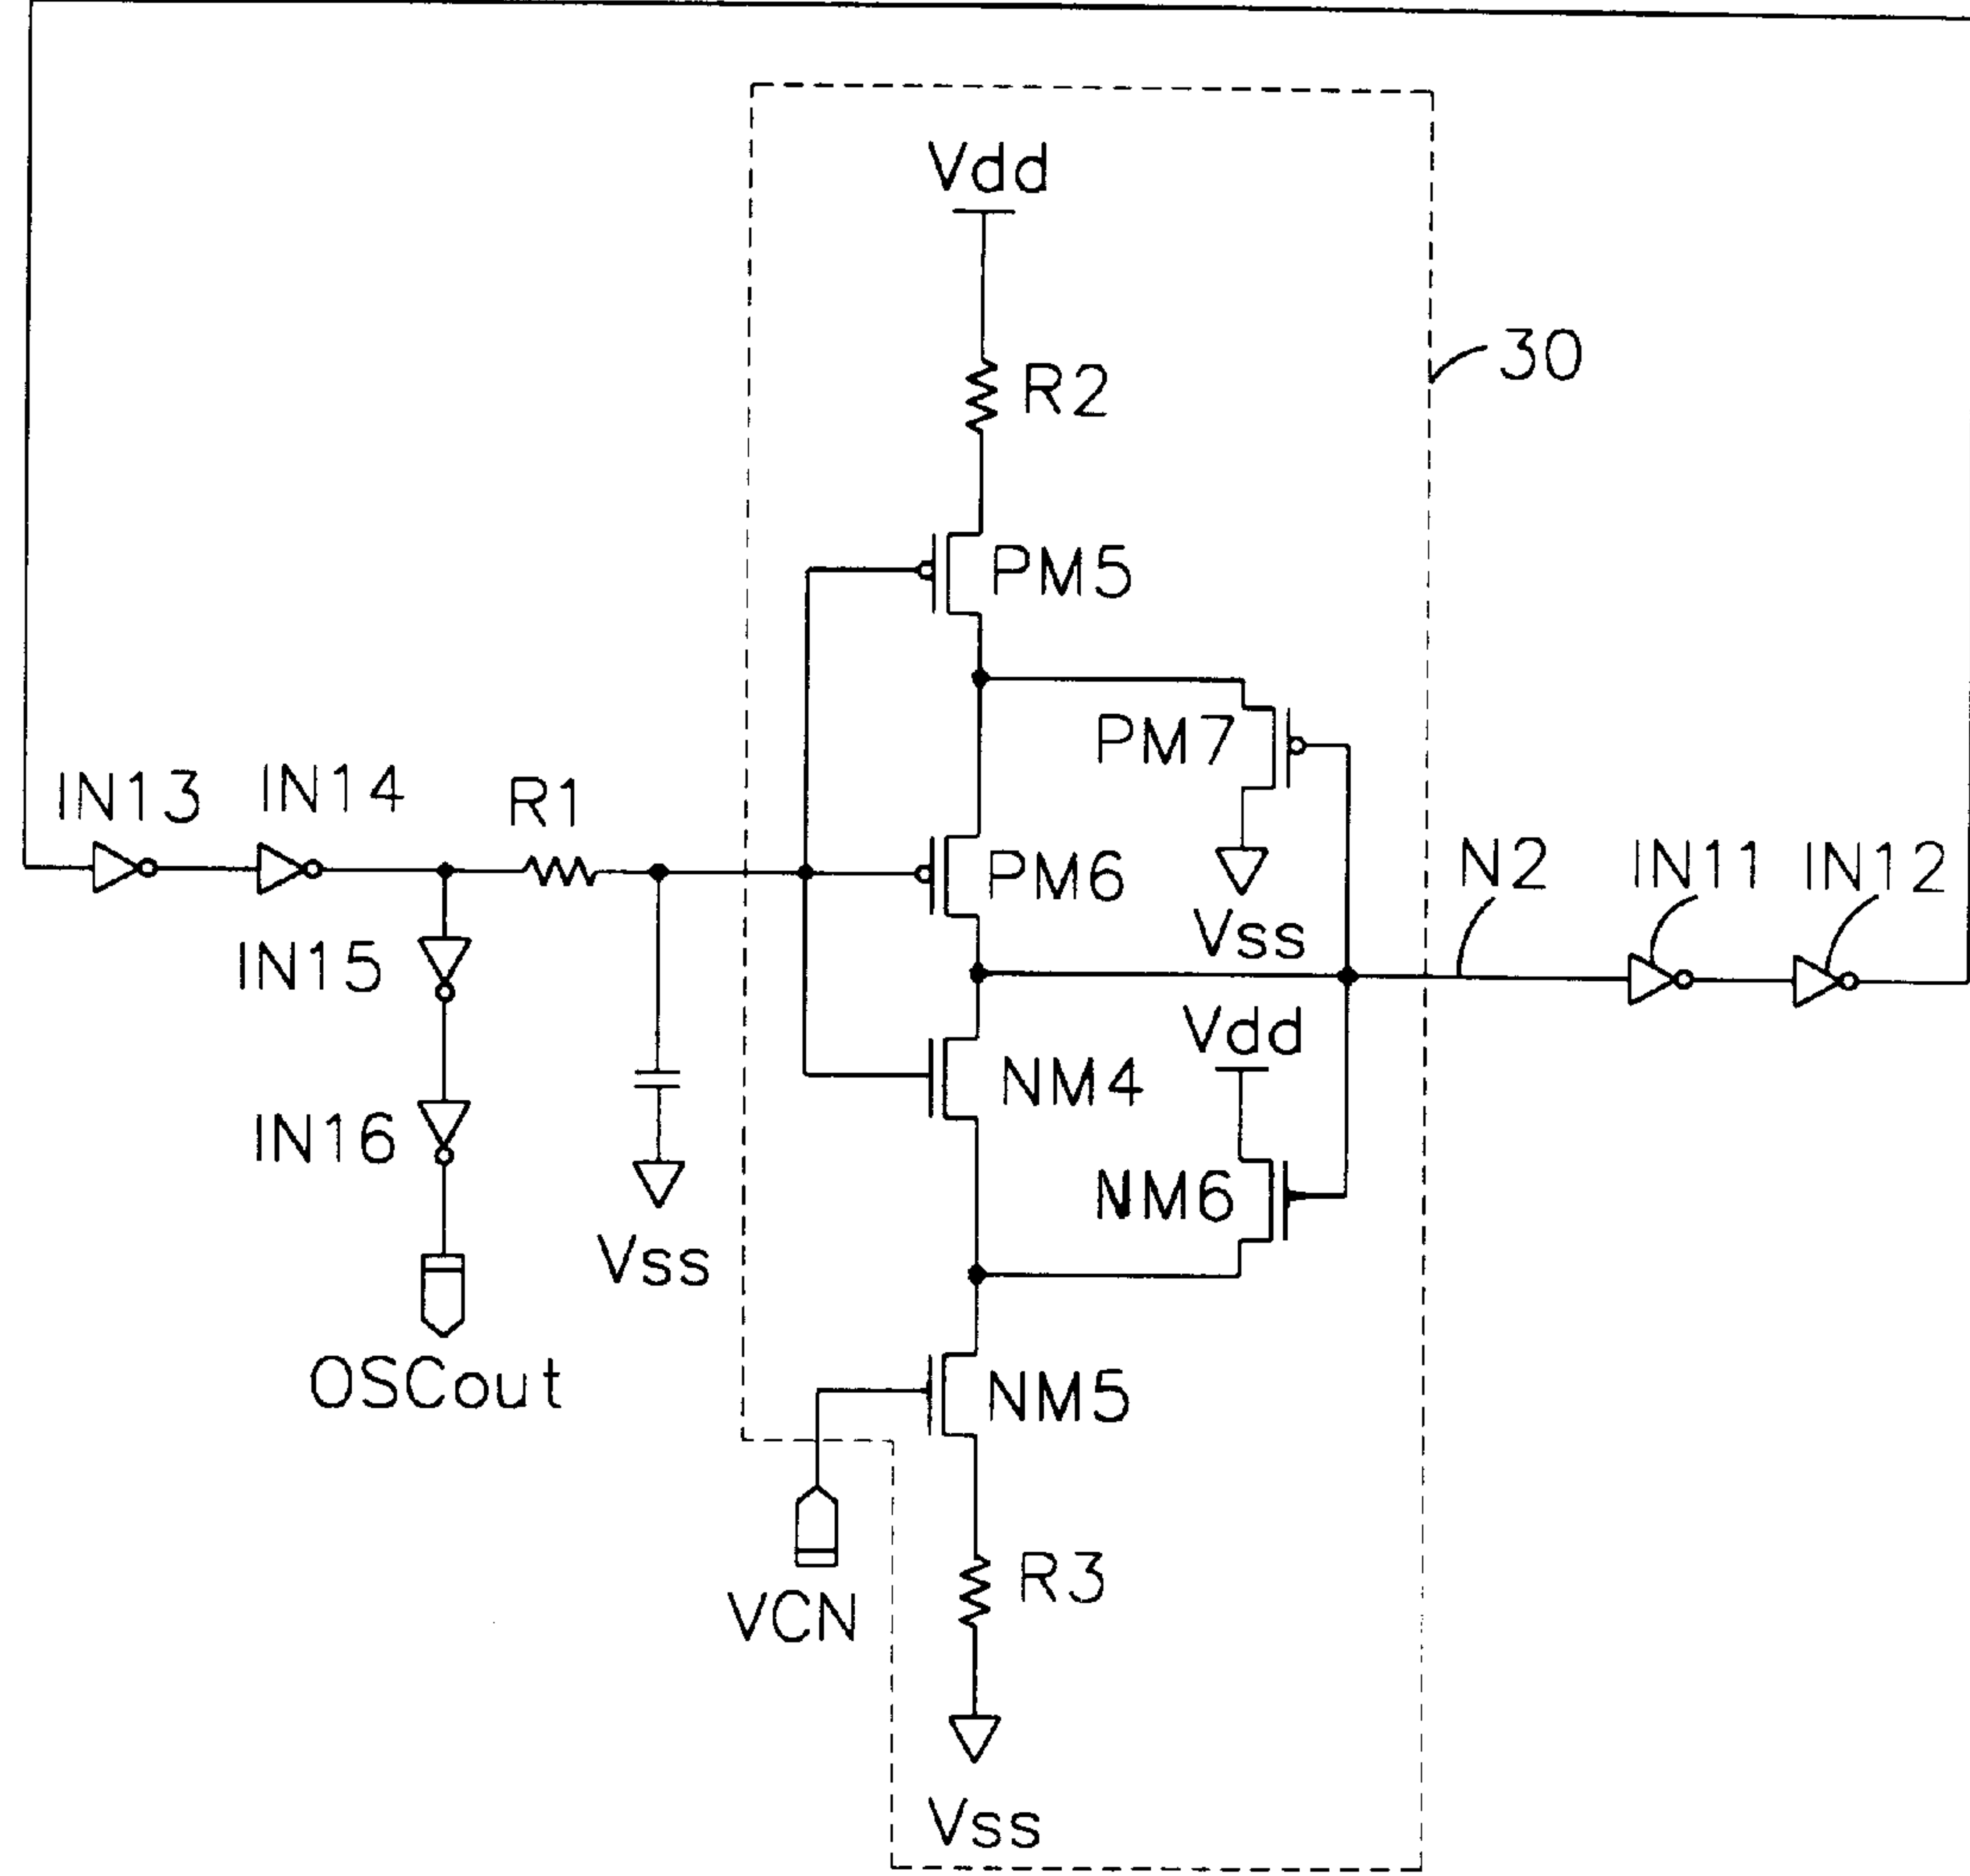 Vdd
30
R2
PM5
PM7
IN13
IN14
R1
PM6
N2
IN11
IN12
Vss
IN15
Vdd
NM4
IN16
NM6
Vss
OSCout
NM5
R3
VCN
Vss